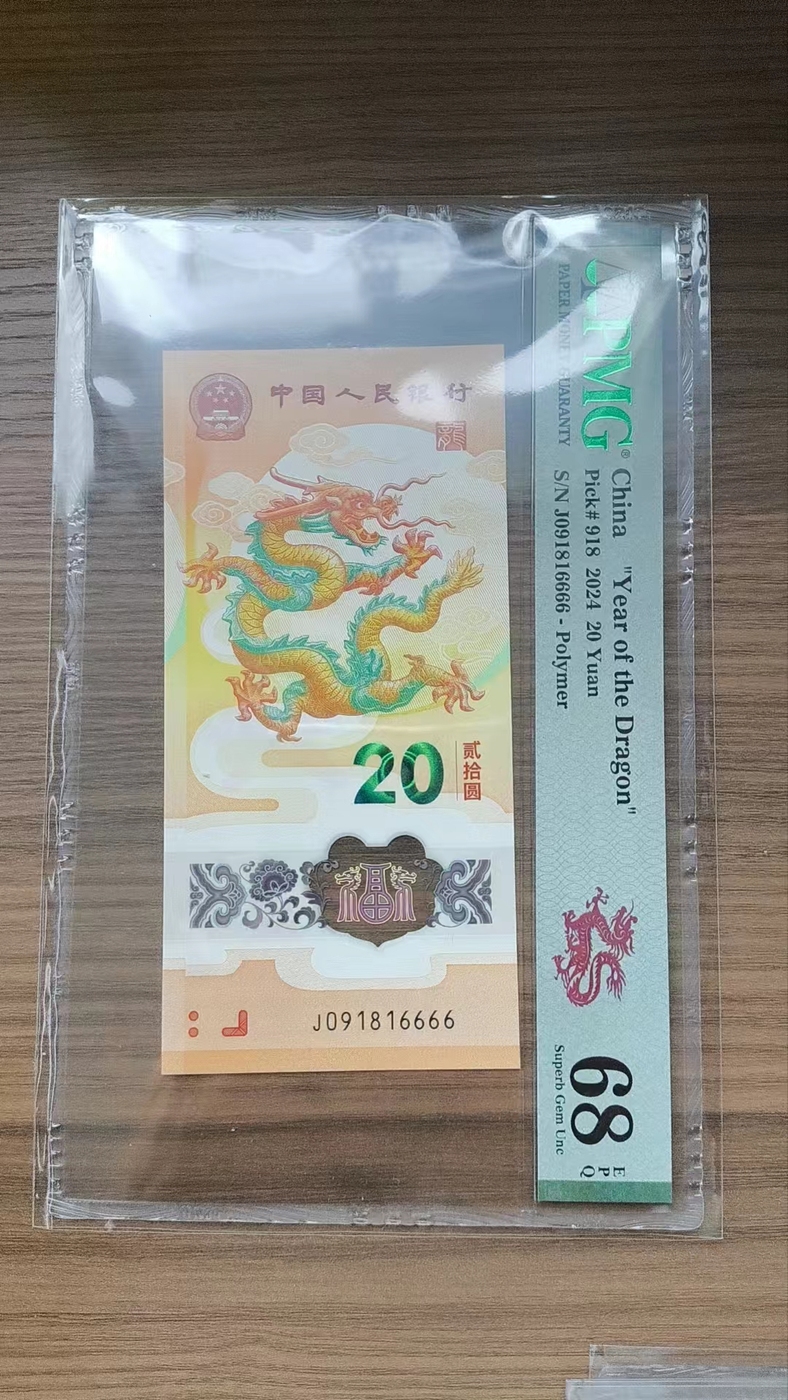 中国人民银行
龍
20
贰拾圆
J091816666
PMG®
PAPER MONEY GUARANTY
China "Year of the Dragon"
Pick# 918 2024 20 Yuan
S/N J091816666 - Polymer
68
EPQ
Superb Gem Unc